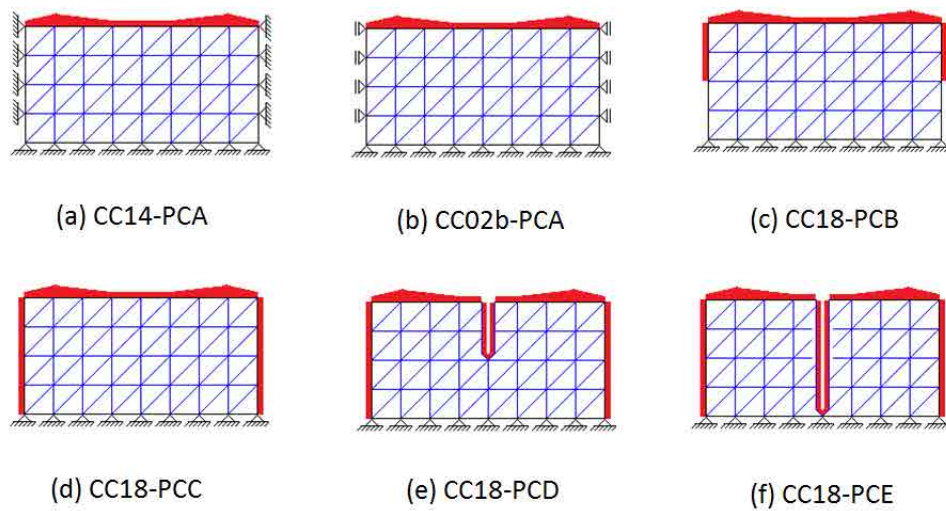 (a) CC14-PCA
(b) CC02b-PCA
(c) CC18-PCB
(d) CC18-PCC
(e) CC18-PCD
(f) CC18-PCE